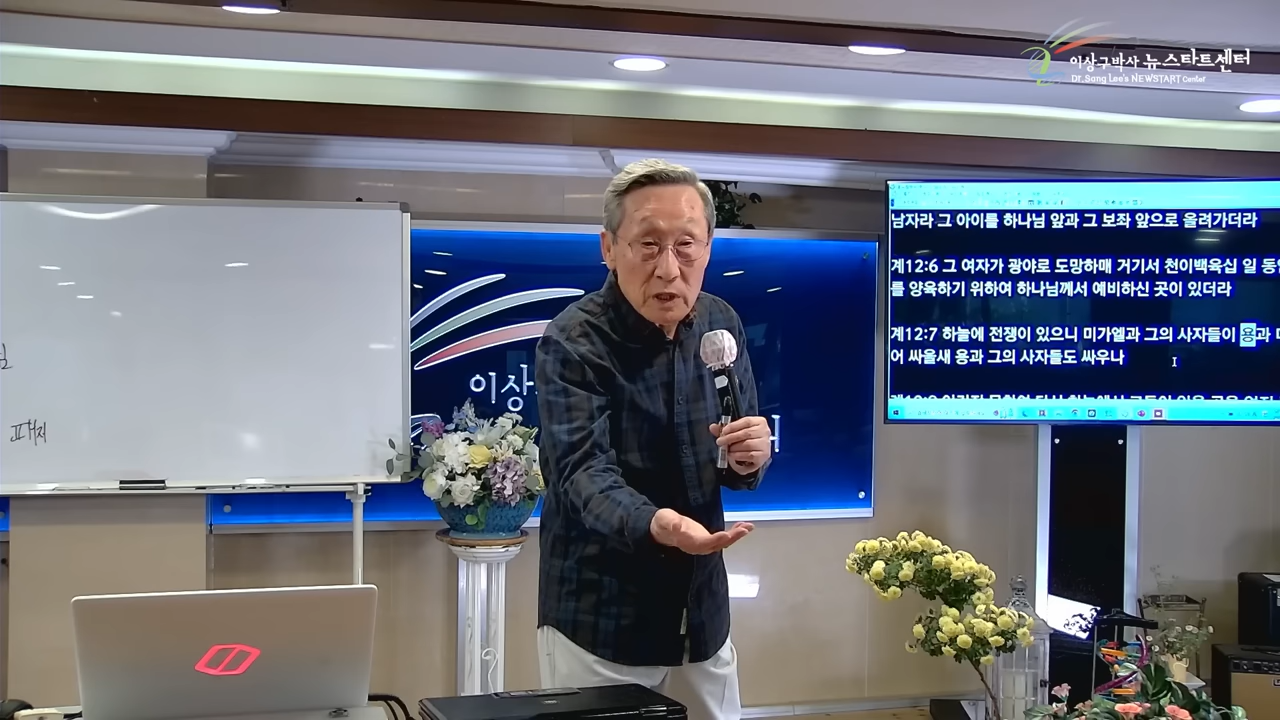 이상구박사 뉴스타트센터
Dr. Sang Lee's NEWSTART Center
남자라 그 아이를 하나님 앞과 그 보좌 앞으로 올려가더라
계12:6 그 여자가 광야로 도망하매 거기서 천이백육십 일 동안
를 양육하기 위하여 하나님께서 예비하신 곳이 있더라
계12:7 하늘에 전쟁이 있으니 미가엘과 그의 사자들이 용과
어 싸울새 용과 그의 사자들도 싸우나
님
이상